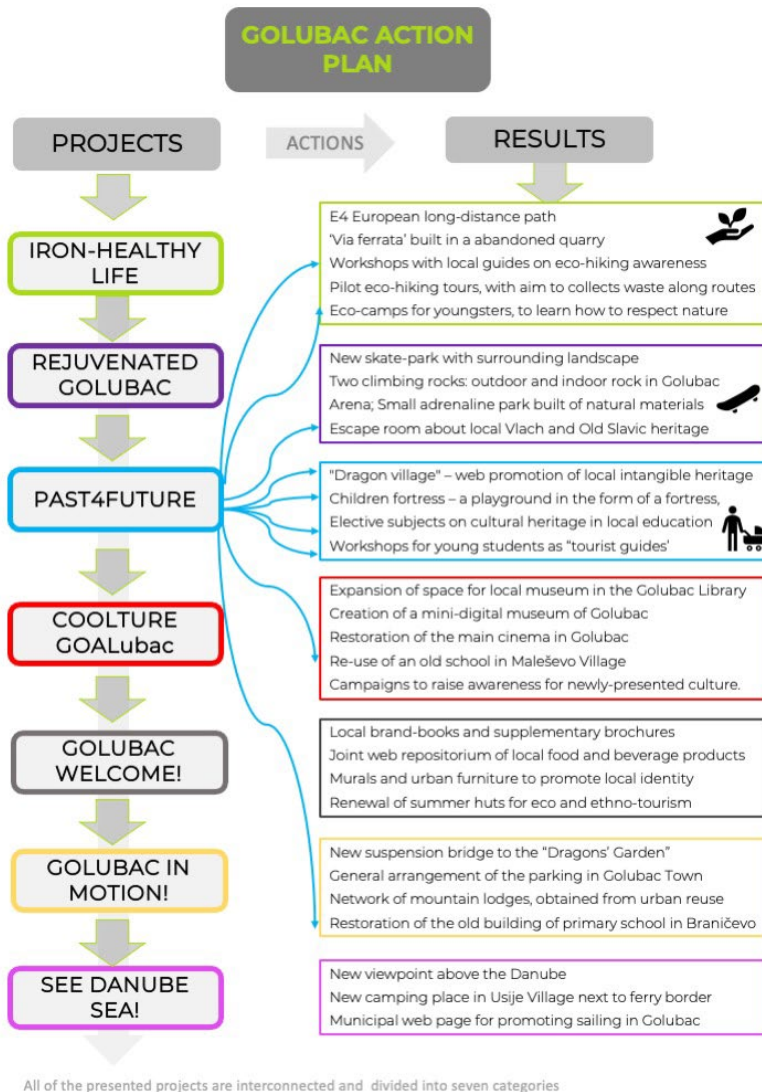 GOLUBAC ACTION
PLAN
PROJECTS
ACTIONS
RESULTS
IRON-HEALTHY
LIFE
E4 European long-distance path
‘Via ferrata’ built in a abandoned quarry
Workshops with local guides on eco-hiking awareness
Pilot eco-hiking tours, with aim to collects waste along routes
Eco-camps for youngsters, to learn how to respect nature
REJUVENATED
GOLUBAC
New skate-park with surrounding landscape
Two climbing rocks: outdoor and indoor rock in Golubac
Arena; Small adrenaline park built of natural materials
Escape room about local Vlach and Old Slavic heritage
PAST4FUTURE
"Dragon village" – web promotion of local intangible heritage
Children fortress – a playground in the form of a fortress,
Elective subjects on cultural heritage in local education
Workshops for young students as “tourist guides’
COOLTURE
GOALubac
Expansion of space for local museum in the Golubac Library
Creation of a mini-digital museum of Golubac
Restoration of the main cinema in Golubac
Re-use of an old school in Maleševo Village
Campaigns to raise awareness for newly-presented culture.
GOLUBAC
WELCOME!
Local brand-books and supplementary brochures
Joint web repositorium of local food and beverage products
Murals and urban furniture to promote local identity
Renewal of summer huts for eco and ethno-tourism
GOLUBAC IN
MOTION!
New suspension bridge to the “Dragons’ Garden”
General arrangement of the parking in Golubac Town
Network of mountain lodges, obtained from urban reuse
Restoration of the old building of primary school in Braničevo
SEE DANUBE
SEA!
New viewpoint above the Danube
New camping place in Usije Village next to ferry border
Municipal web page for promoting sailing in Golubac
All of the presented projects are interconnected and divided into seven categories